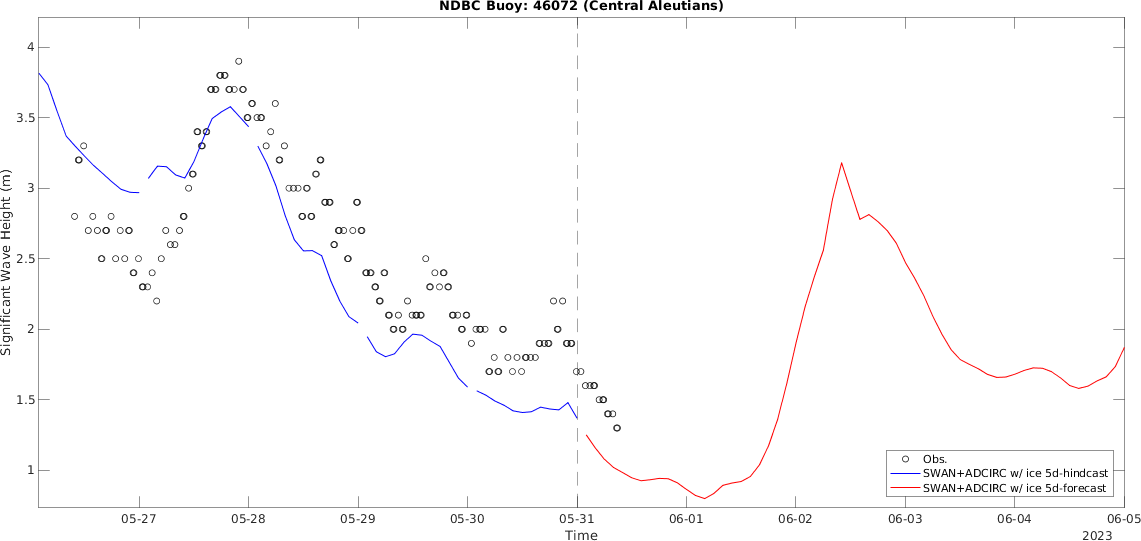 NDBC Buoy: 46072 (Central Aleutians)
4
3.5
3
2.5
2
1.5
1
Significant Wave Height (m)
Obs.
SWAN+ADCIRC w/ ice 5d-hindcast
SWAN+ADCIRC w/ ice 5d-forecast
05-27 05-28 05-29 05-30 05-31 06-01 06-02 06-03 06-04 06-05
Time
2023